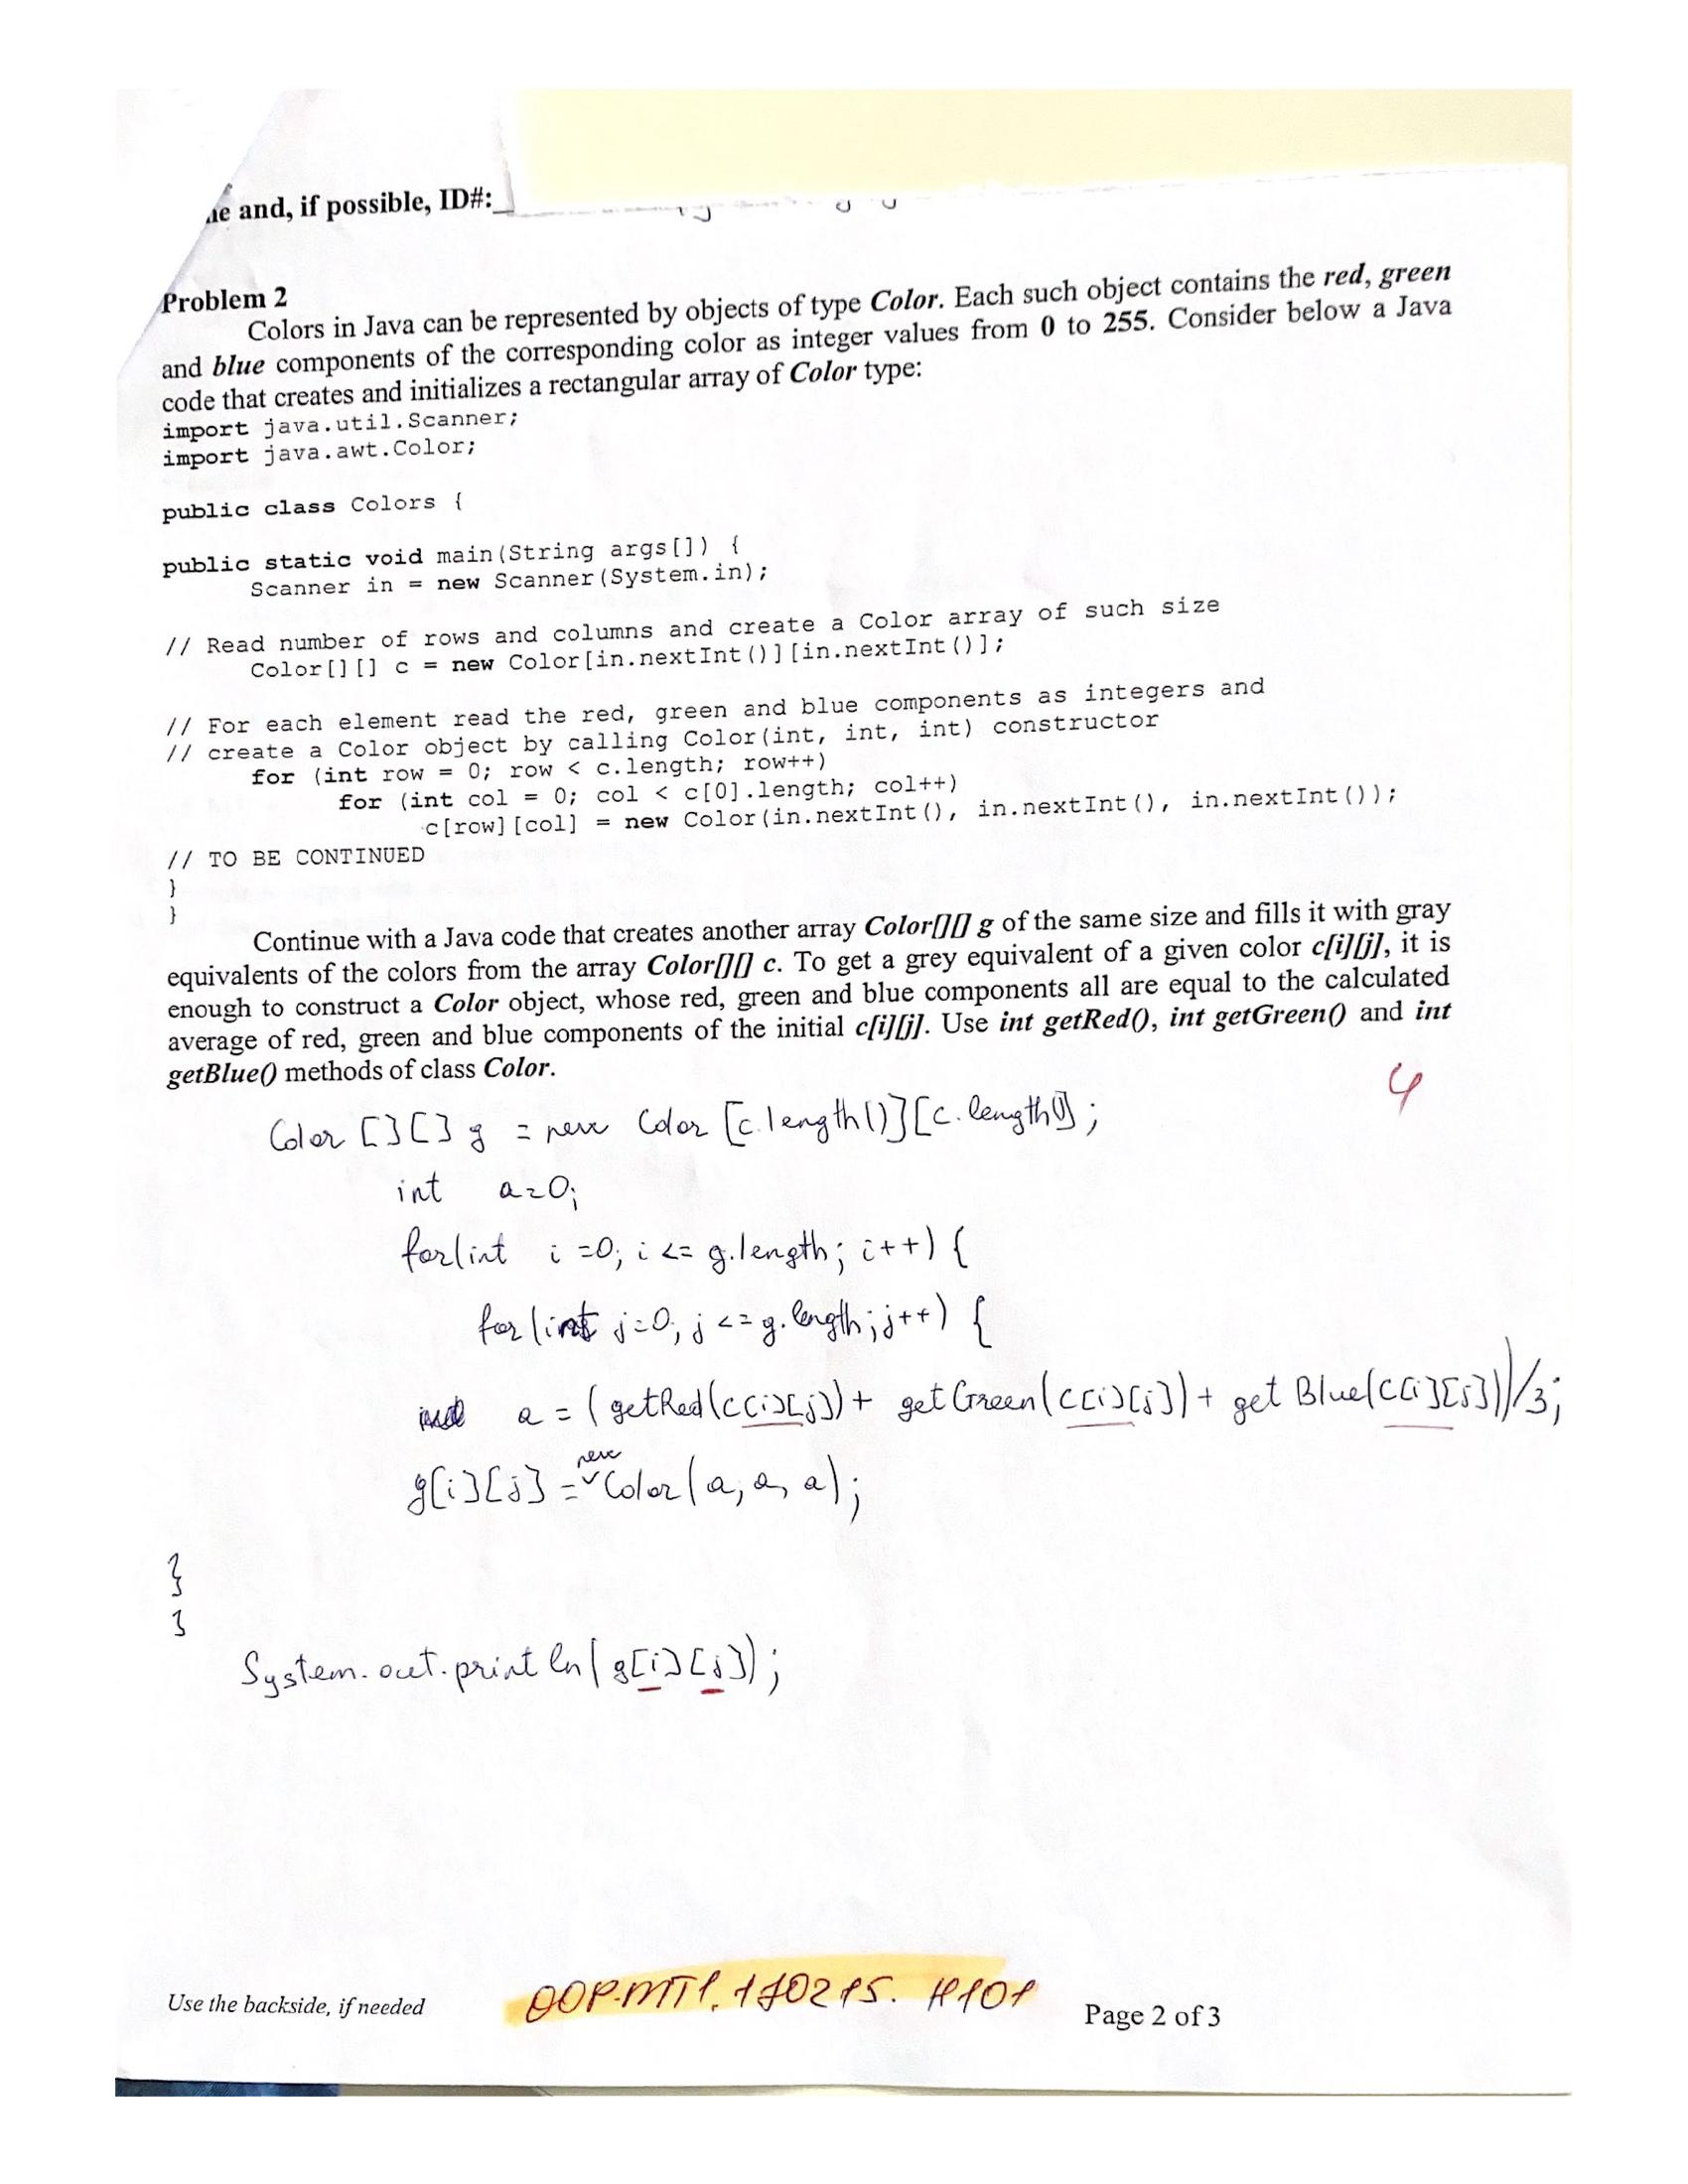 and, if possible, ID#:_
Problem 2
Colors in Java can be represented by objects of type Color. Each such object contains the red, green
and blue components of the corresponding color as integer values from 0 to 255. Consider below a Java
code that creates and initializes a rectangular array of Color type:
import java.util.Scanner;
import java.awt.Color;
public class Colors {
public static void main(String args[]) {
Scanner in = new Scanner(System.in);
// Read number of rows and columns and create a Color array of such size
Color[][] c = new Color[in.nextInt()][in.nextInt()];
// For each element read the red, green and blue components as integers and
// create a Color object by calling Color(int, int, int) constructor
for (int row = 0; row < c.length; row++)
for (int col = 0; col < c[0].length; col++)
c[row][col] = new Color(in.nextInt(), in.nextInt(), in.nextInt());
// TO BE CONTINUED
}
}
Continue with a Java code that creates another array Color[][] g of the same size and fills it with gray
equivalents of the colors from the array Color[][] c. To get a grey equivalent of a given color c[i][j], it is
enough to construct a Color object, whose red, green and blue components all are equal to the calculated
average of red, green and blue components of the initial c[i][j]. Use int getRed(), int getGreen() and int
getBlue() methods of class Color.
4
Color [][] g = new Color [c.length()][c.length()];
int a=0;
for(int i=0; i <= g.length; i++) {
for(int j=0; j <= g.length; j++) {
a = (getRed(c[i][j]) + getGreen(c[i][j]) + getBlue(c[i][j]))/3;
g[i][j] = new Color(a, a, a);
}
}
System.out.println(g[i][j]);
Use the backside, if needed
OOP.MT1.170215. H101
Page 2 of 3